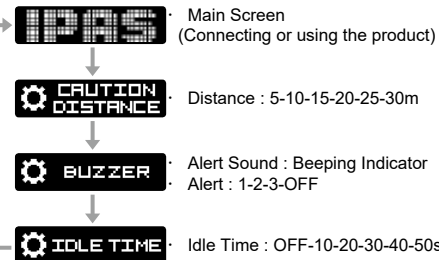 IPAS
· Main Screen
(Connecting or using the product)
CAUTION
DISTANCE
· Distance : 5-10-15-20-25-30m
BUZZER
· Alert Sound : Beeping Indicator
· Alert : 1-2-3-OFF
IDLE TIME
· Idle Time : OFF-10-20-30-40-50s